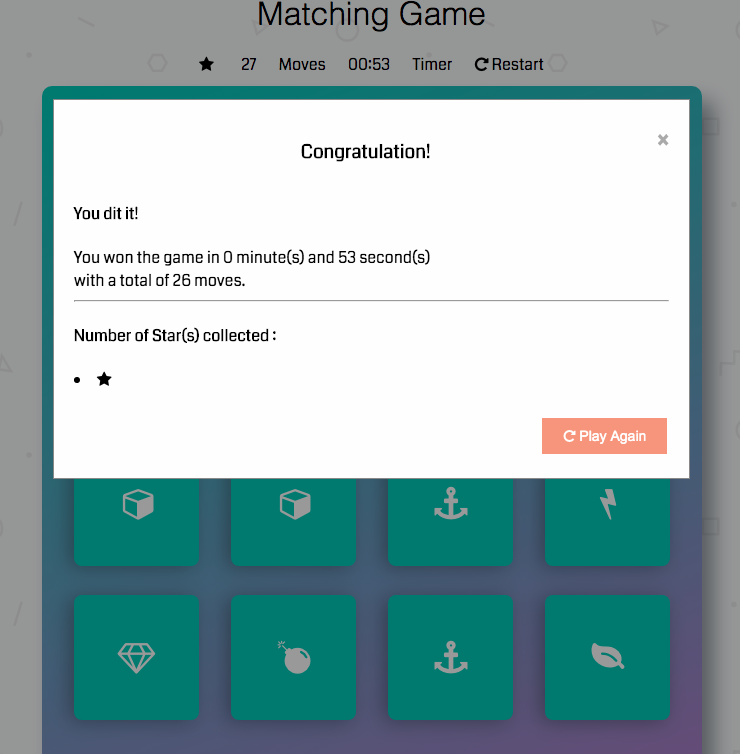 Matching Game
27 Moves 00:53 Timer Restart
×
Congratulation!
You dit it!
You won the game in 0 minute(s) and 53 second(s)
with a total of 26 moves.
Number of Star(s) collected :
Play Again